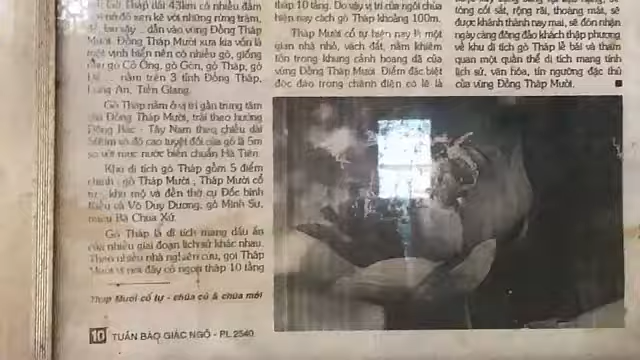 Gò Tháp dài 43km có nhiều đầm
nhỏ đan kẽ với những rừng tràm,
dẫn vào vùng Đồng Tháp
Mười. Đồng Tháp Mười xưa kia vốn là
một vịnh biển nên có nhiều gò, giồng
như gò Cỏ Ống, gò Gòn, gò Tháp, gò
nằm trên 3 tỉnh Đồng Tháp,
Long An, Tiền Giang.
Gò Tháp nằm ở vị trí gần trung tâm
của Đồng Tháp Mười, trải theo hướng
Đông Bắc - Tây Nam theo chiều dài
và độ cao tuyệt đối của gò là 5m
so với mực nước biển chuẩn Hà Tiên.
Khu di tích gò Tháp gồm 5 điểm
chính: gò Tháp Mười, Tháp Mười cổ
tự, khu mộ và đền thờ cụ Đốc binh
Kiều và Võ Duy Dương, gò Minh Sư,
miếu Bà Chúa Xứ.
Gò Tháp là di tích mang dấu ấn
của nhiều giai đoạn lịch sử khác nhau.
Theo nhiều nhà nghiên cứu, gọi Tháp
Mười vì nơi đây có ngọn tháp 10 tầng
Tháp Mười cổ tự - chùa cũ & chùa mới
10 TUẦN BÁO GIÁC NGỘ - PL 2540
tháp 10 tầng. Do vậy vị trí của ngôi chùa
hiện nay cách gò Tháp khoảng 100m.
Tháp Mười cổ tự hiện nay là một
gian nhà nhỏ, vách đất, nằm khiêm
tốn trong khung cảnh hoang dã của
vùng Đồng Tháp Mười. Điểm đặc biệt
độc đáo trong chánh điện có lẽ là
tông cốt sắt, rộng rãi, thoáng mát, sẽ
được khánh thành nay mai, sẽ đón nhận
ngày càng đông đảo khách thập phương
về khu di tích gò Tháp lễ bái và thăm
quan một quần thể di tích mang tính
lịch sử, văn hóa, tín ngưỡng đặc thù
của vùng Đồng Tháp Mười.